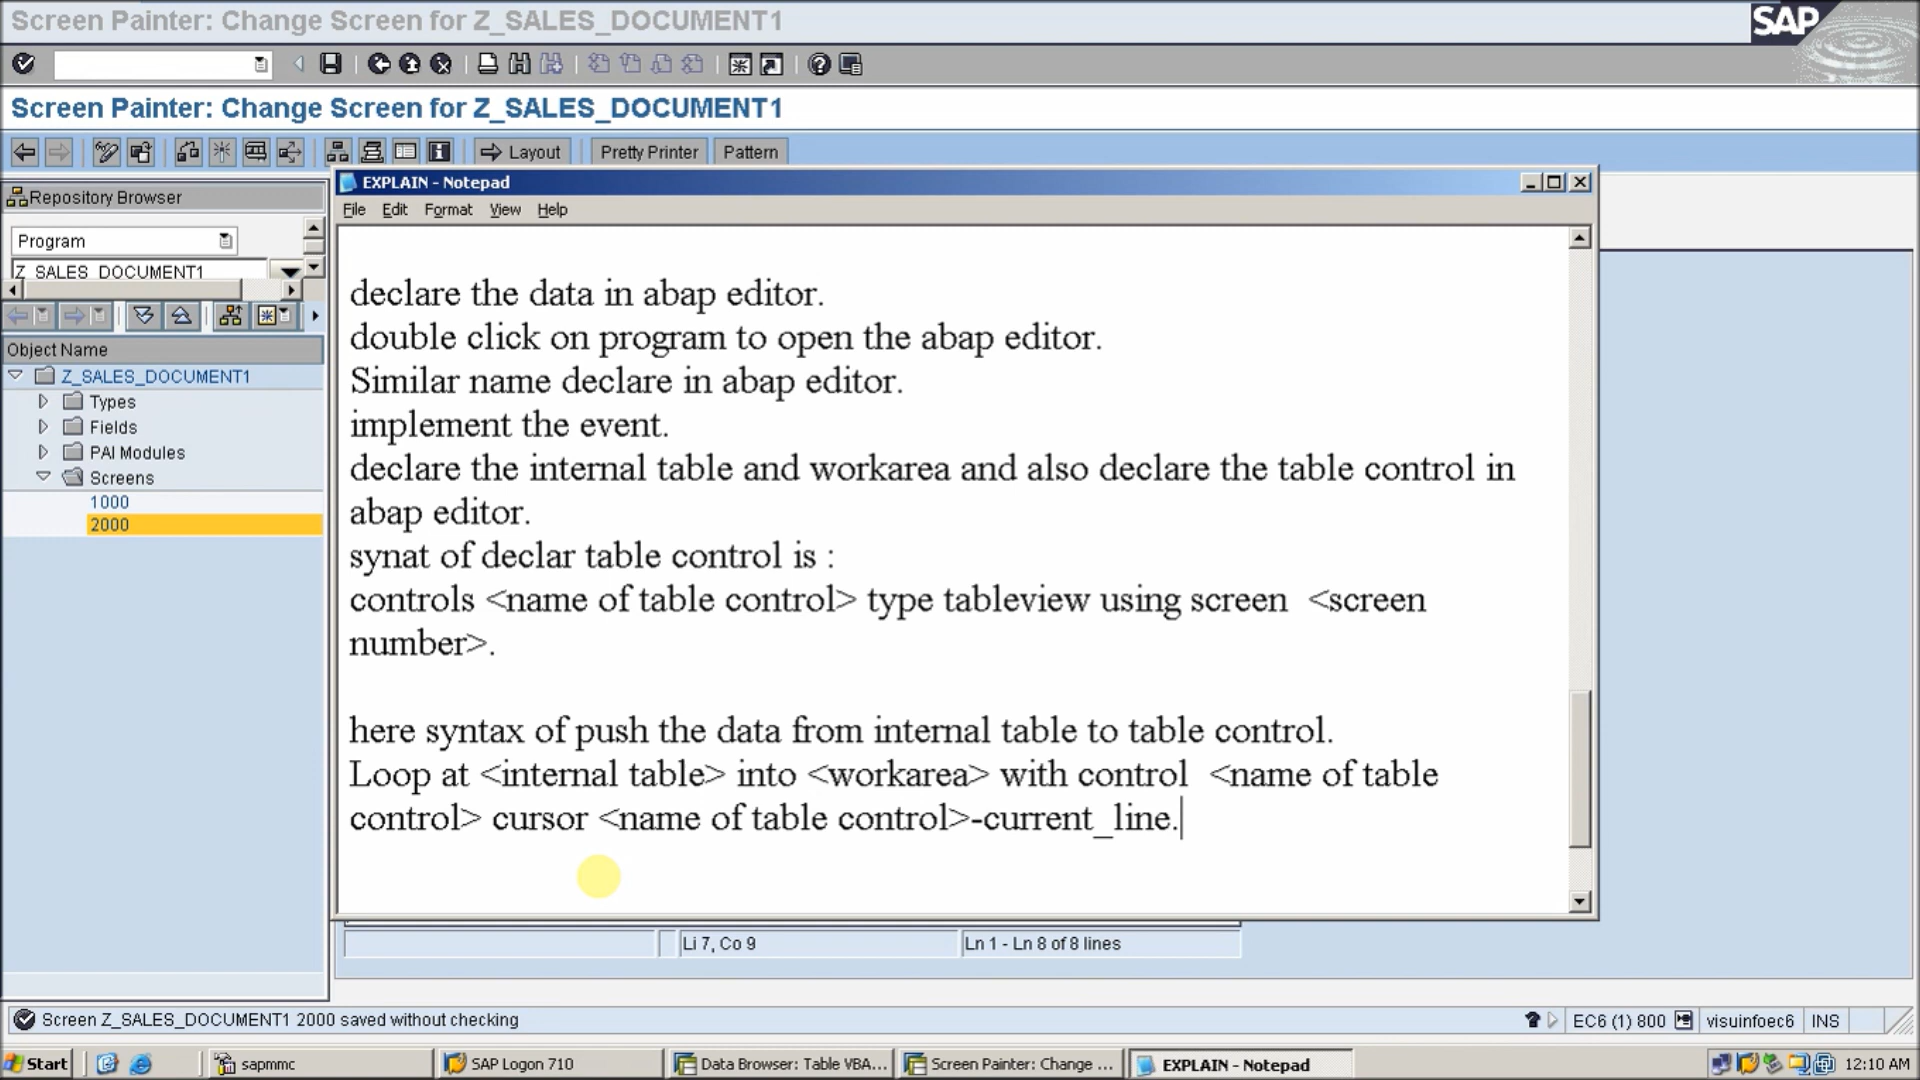 Screen Painter: Change Screen for Z_SALES_DOCUMENT1
SAP
Screen Painter: Change Screen for Z_SALES_DOCUMENT1
Layout
Pretty Printer
Pattern
EXPLAIN - Notepad
File Edit Format View Help
Repository Browser
Program
Z_SALES_DOCUMENT1
Object Name
Z_SALES_DOCUMENT1
Types
Fields
PAI Modules
Screens
1000
2000
declare the data in abap editor.
double click on program to open the abap editor.
Similar name declare in abap editor.
implement the event.
declare the internal table and workarea and also declare the table control in
abap editor.
synat of declar table control is :
controls <name of table control> type tableview using screen  <screen
number>.
here syntax of push the data from internal table to table control.
Loop at <internal table> into <workarea> with control  <name of table
control> cursor <name of table control>-current_line.
Li 7, Co 9
Ln 1 - Ln 8 of 8 lines
Screen Z_SALES_DOCUMENT1 2000 saved without checking
EC6 (1) 800
visuinfoec6
INS
Start
sapmmc
SAP Logon 710
Data Browser: Table VBA...
Screen Painter: Change ...
EXPLAIN - Notepad
12:10 AM